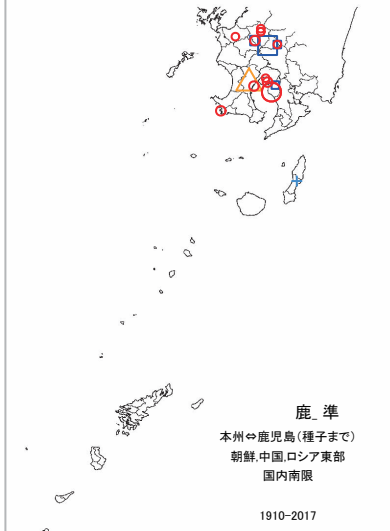 鹿_準
本州⇔鹿児島(種子まで)
朝鮮,中国,ロシア東部
国内南限
1910-2017